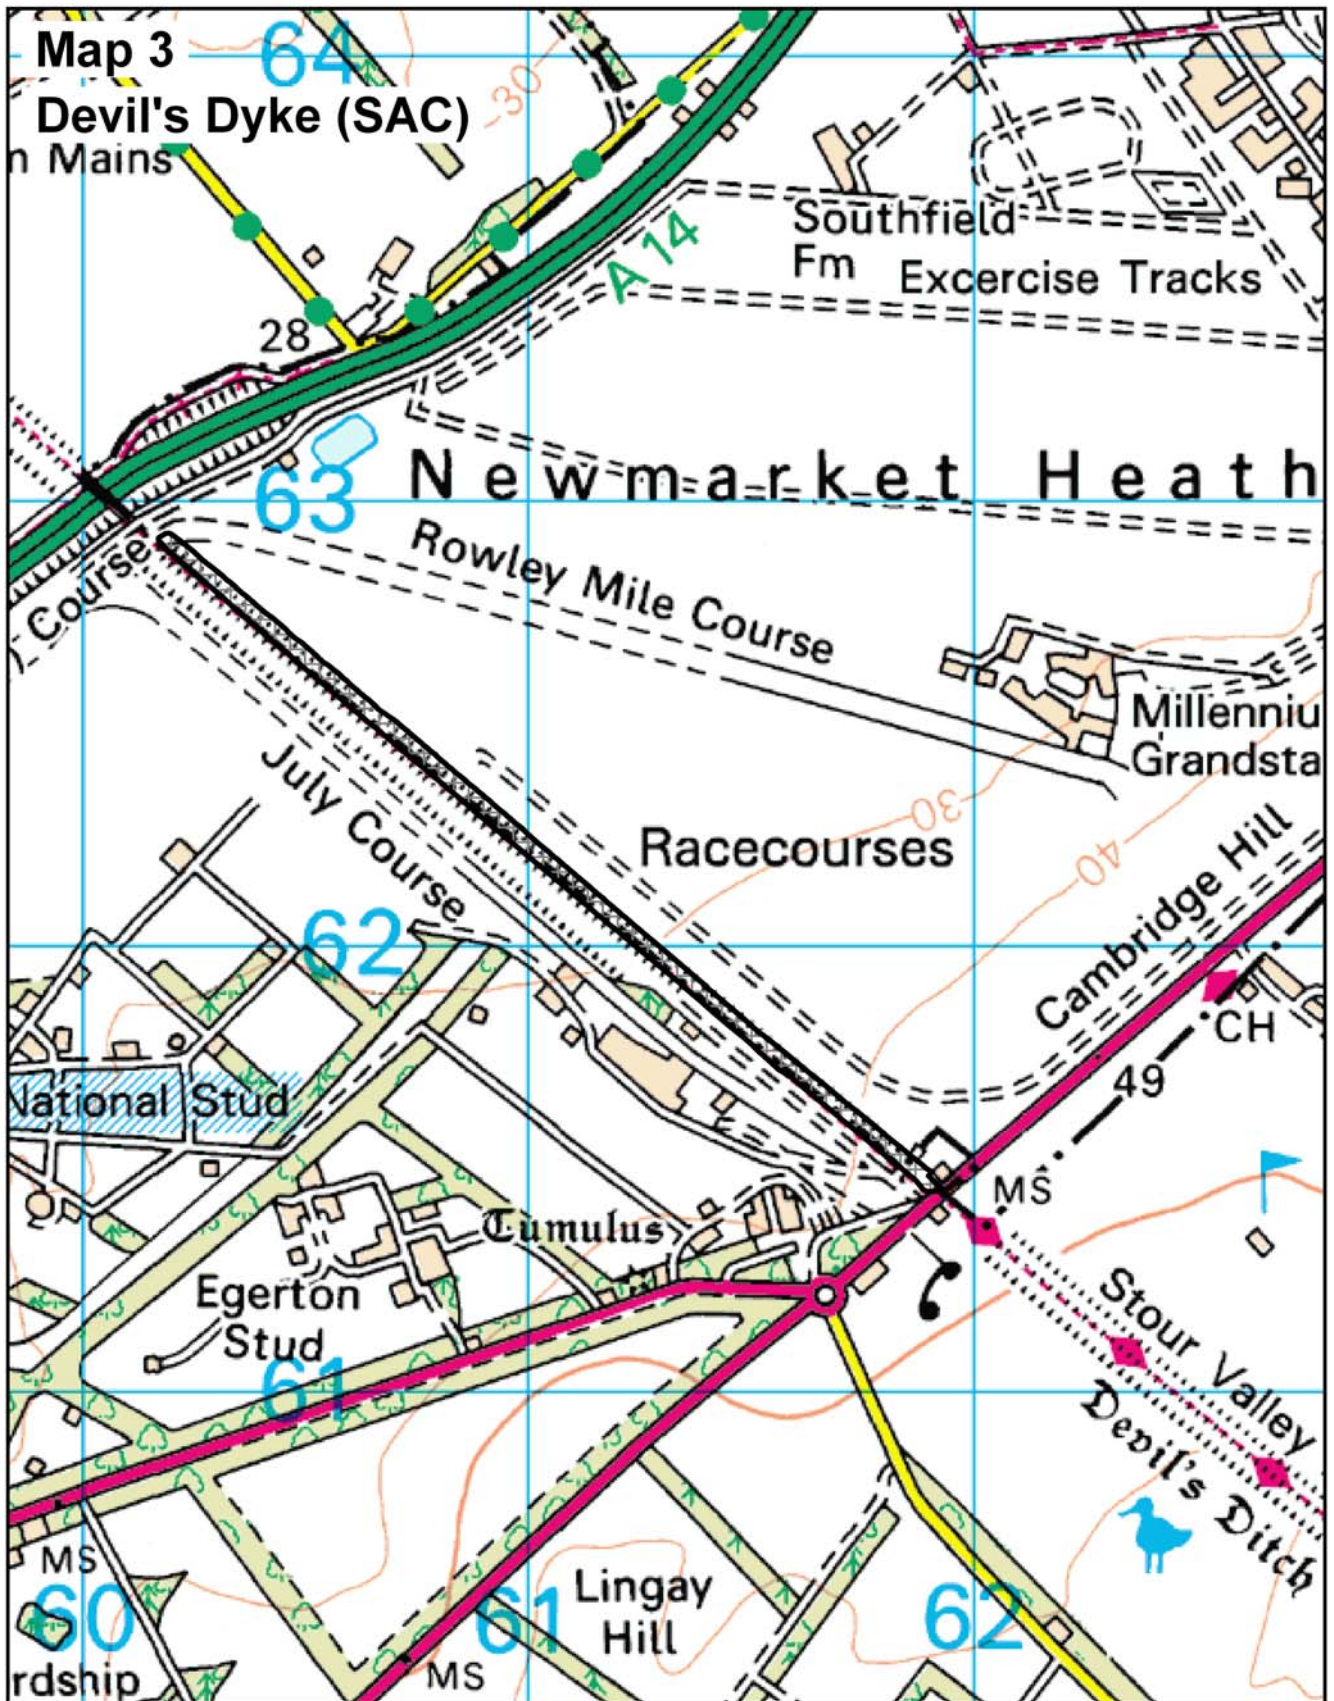 Map 3
Devil's Dyke (SAC)
64
30
n Mains
A 14
Southfield
Fm
Excercise Tracks
28
63
Newmarket Heath
Course
Rowley Mile Course
Millenniu
Grandsta
July Course
Racecourses
30
40
Cambridge Hill
62
CH
49
National Stud
MS
Tumulus
Egerton
Stud
61
Stour Valley
Devil's Ditch
MS
60
61
Lingay
Hill
62
rdship
MS